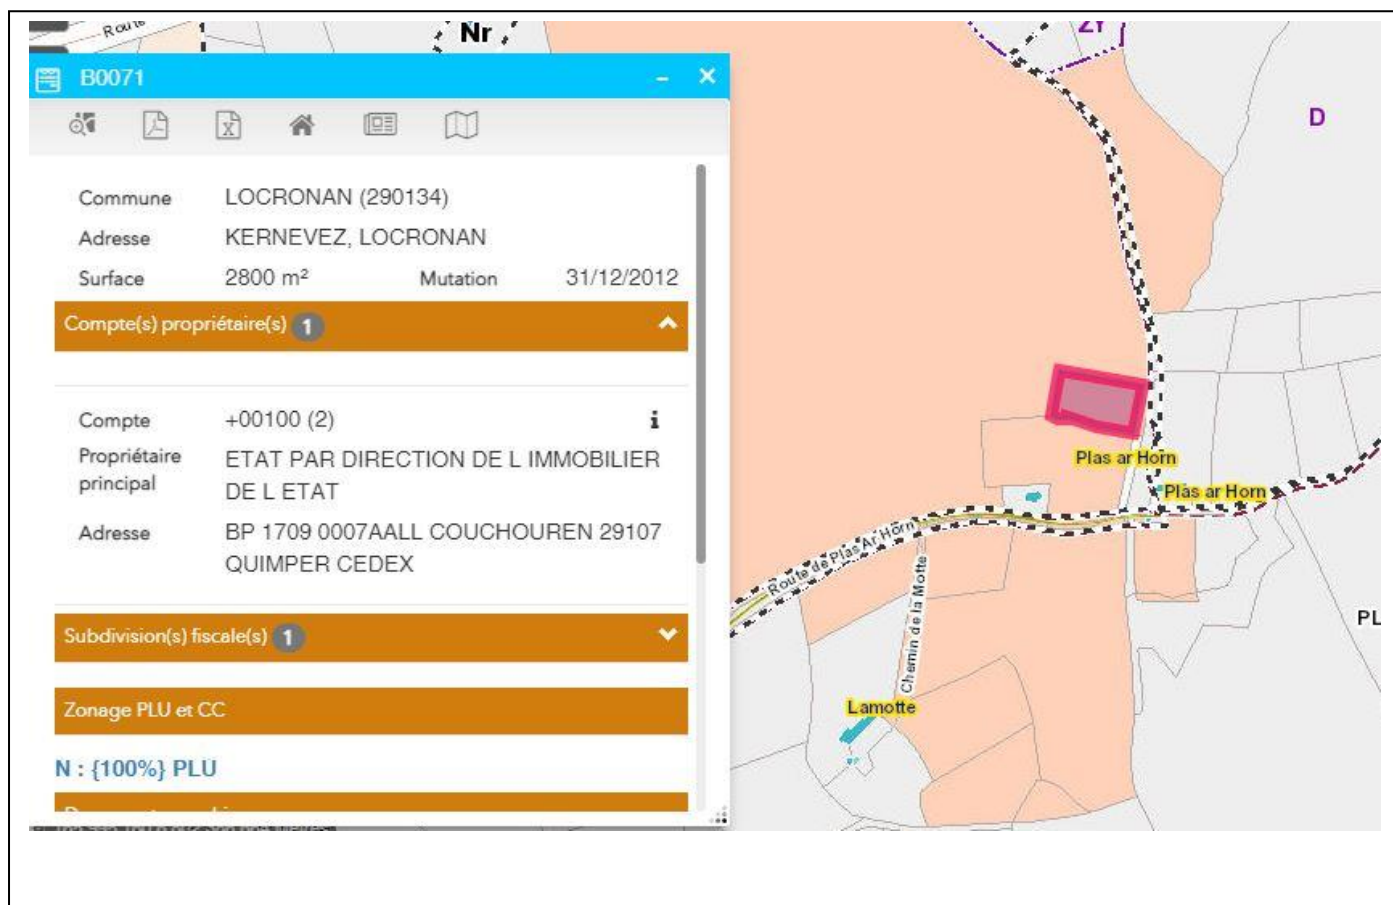 Route
Nr
ZY
B0071
D
Commune LOCRONAN (290134)
Adresse KERNEVEZ, LOCRONAN
Surface 2800 m² Mutation 31/12/2012
Compte(s) propriétaire(s) 1
Compte +00100 (2) i
Propriétaire principal ETAT PAR DIRECTION DE L IMMOBILIER
DE L ETAT
Adresse BP 1709 0007AALL COUCHOUREN 29107
QUIMPER CEDEX
Subdivision(s) fiscale(s) 1
Zonage PLU et CC
N : {100%} PLU
Plas ar Horn
Plas ar Horn
Route de Plas Ar Horn
Chemin de la Motte
PL
Lamotte